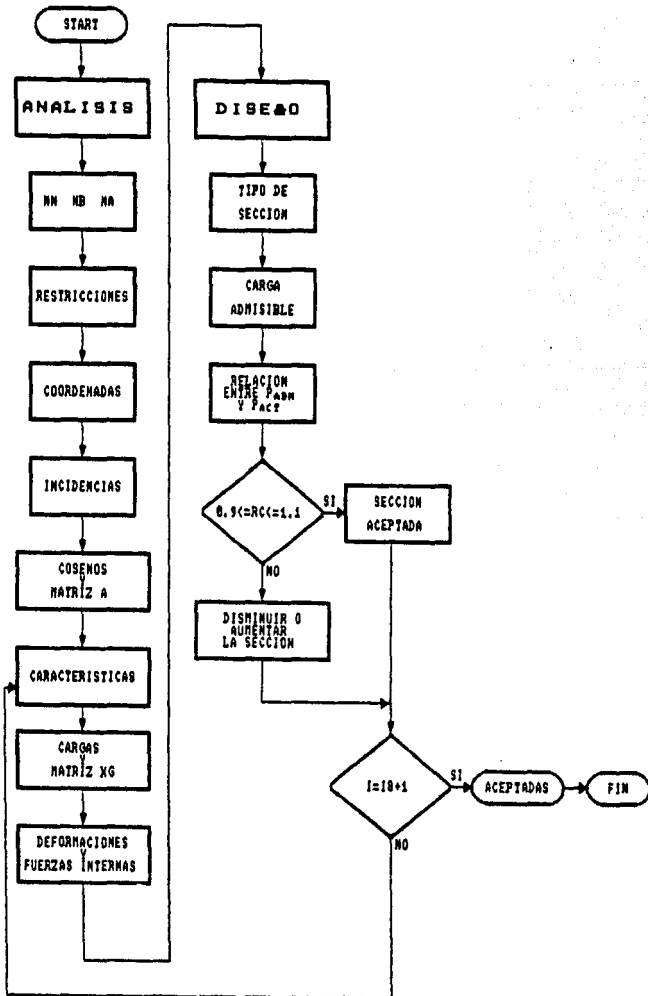 START
ANALISIS
NN NB NA
RESTRICCIONES
COORDENADAS
INCIDENCIAS
COSENOS
Y
MATRIZ A
CARACTERISTICAS
CARGAS
Y
MATRIZ XG
DEFORMACIONES
Y
FUERZAS INTERNAS
DISEÑO
TIPO DE
SECCION
CARGA
ADMISIBLE
RELACION
ENTRE PADM
Y PACT
0.9<=RC<=1.1
SI
SECCION
ACEPTADA
NO
DISMINUIR O
AUMENTAR
LA SECCION
I=IB+1
SI
ACEPTADAS
FIN
NO